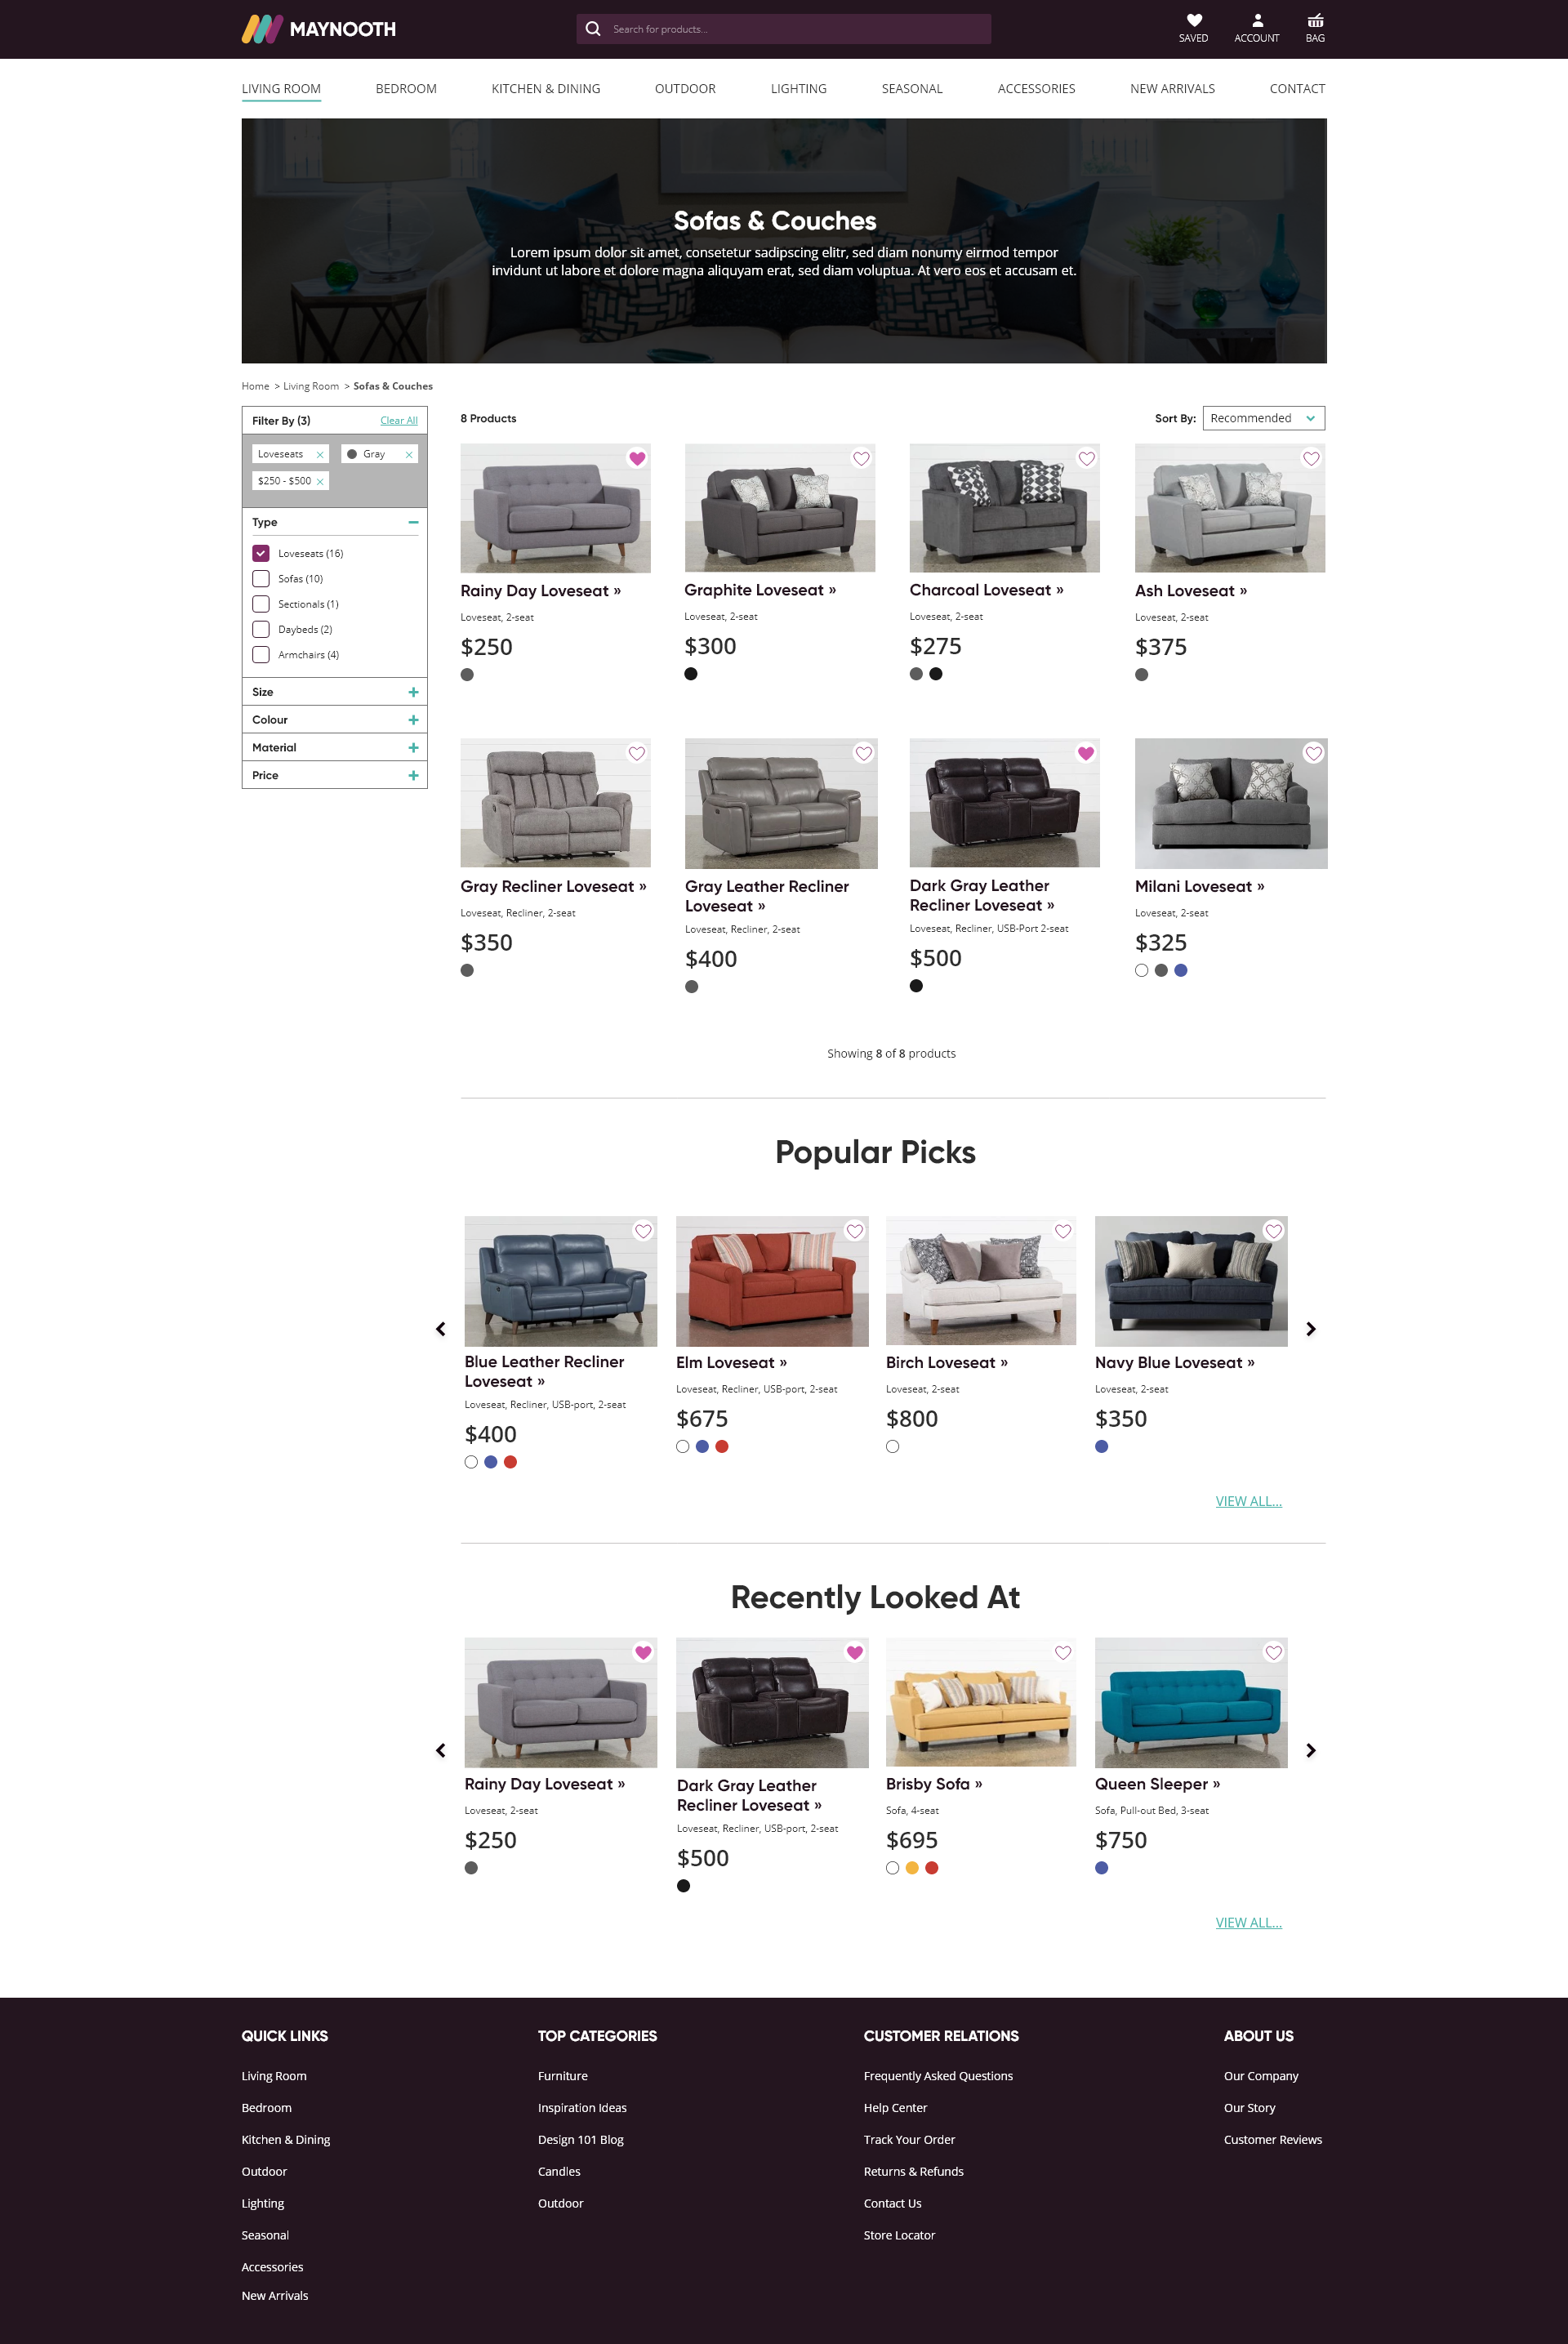 MAYNOOTH
Search for products...
SAVED
ACCOUNT
BAG
LIVING ROOM
BEDROOM
KITCHEN & DINING
OUTDOOR
LIGHTING
SEASONAL
ACCESSORIES
NEW ARRIVALS
CONTACT
Sofas & Couches
Lorem ipsum dolor sit amet, consetetur sadipscing elitr, sed diam nonumy eirmod tempor
invidunt ut labore et dolore magna aliquyam erat, sed diam voluptua. At vero eos et accusam et.
Home > Living Room > Sofas & Couches
Filter By (3)
Clear All
Loveseats
Gray
$250 - $500
Type
Loveseats (16)
Sofas (10)
Sectionals (1)
Daybeds (2)
Armchairs (4)
Size
Colour
Material
Price
8 Products
Sort By:
Recommended
Rainy Day Loveseat »
Loveseat, 2-seat
$250
Graphite Loveseat »
Loveseat, 2-seat
$300
Charcoal Loveseat »
Loveseat, 2-seat
$275
Ash Loveseat »
Loveseat, 2-seat
$375
Gray Recliner Loveseat »
Loveseat, Recliner, 2-seat
$350
Gray Leather Recliner
Loveseat »
Loveseat, Recliner, 2-seat
$400
Dark Gray Leather
Recliner Loveseat »
Loveseat, Recliner, USB-Port 2-seat
$500
Milani Loveseat »
Loveseat, 2-seat
$325
Showing 8 of 8 products
Popular Picks
Blue Leather Recliner
Loveseat »
Loveseat, Recliner, USB-port, 2-seat
$400
Elm Loveseat »
Loveseat, Recliner, USB-port, 2-seat
$675
Birch Loveseat »
Loveseat, 2-seat
$800
Navy Blue Loveseat »
Loveseat, 2-seat
$350
VIEW ALL...
Recently Looked At
Rainy Day Loveseat »
Loveseat, 2-seat
$250
Dark Gray Leather
Recliner Loveseat »
Loveseat, Recliner, USB-port, 2-seat
$500
Brisby Sofa »
Sofa, 4-seat
$695
Queen Sleeper »
Sofa, Pull-out Bed, 3-seat
$750
VIEW ALL...
QUICK LINKS
Living Room
Bedroom
Kitchen & Dining
Outdoor
Lighting
Seasonal
Accessories
New Arrivals
TOP CATEGORIES
Furniture
Inspiration Ideas
Design 101 Blog
Candles
Outdoor
CUSTOMER RELATIONS
Frequently Asked Questions
Help Center
Track Your Order
Returns & Refunds
Contact Us
Store Locator
ABOUT US
Our Company
Our Story
Customer Reviews